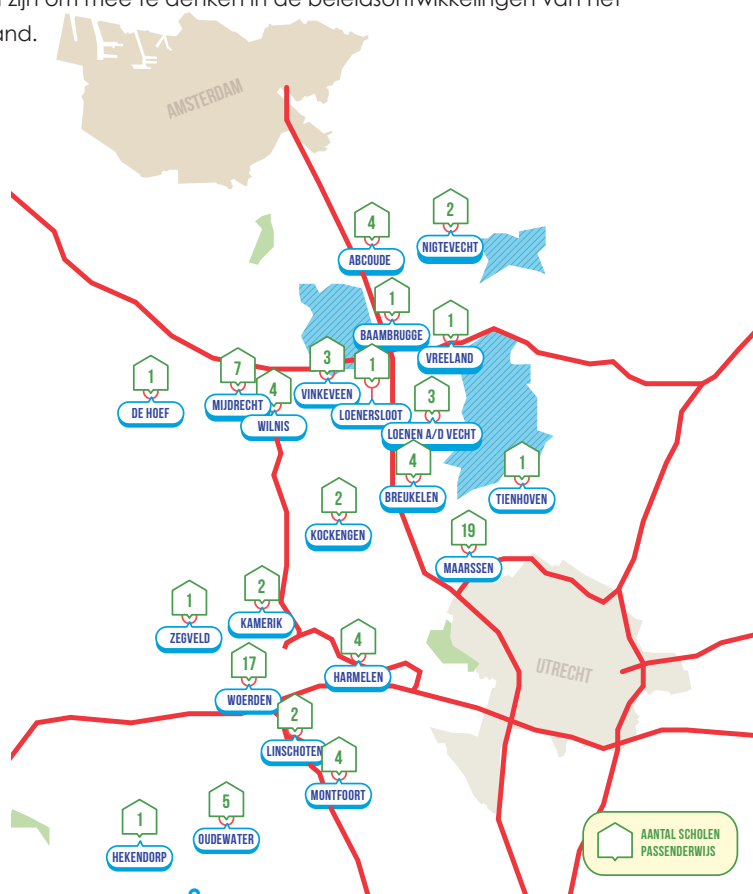 zijn om mee te denken in de beleidsontwikkelingen van het
and.
AMSTERDAM
4
ABCOUDE
2
NIGTEVECHT
1
BAAMBRUGGE
1
VREELAND
1
DE HOEF
7
MIJDRECHT
4
WILNIS
3
VINKEVEEN
1
LOENERSLOOT
3
LOENEN A/D VECHT
4
BREUKELEN
1
TIENHOVEN
2
KOCKENGEN
19
MAARSSEN
1
ZEGVELD
2
KAMERIK
4
HARMELEN
UTRECHT
17
WOERDEN
2
LINSCHOTEN
4
MONTFOORT
1
HEKENDORP
5
OUDEWATER
AANTAL SCHOLEN
PASSENDERWIJS